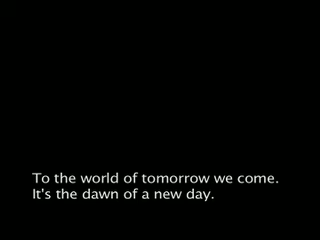 To the world of tomorrow we come.
It's the dawn of a new day.